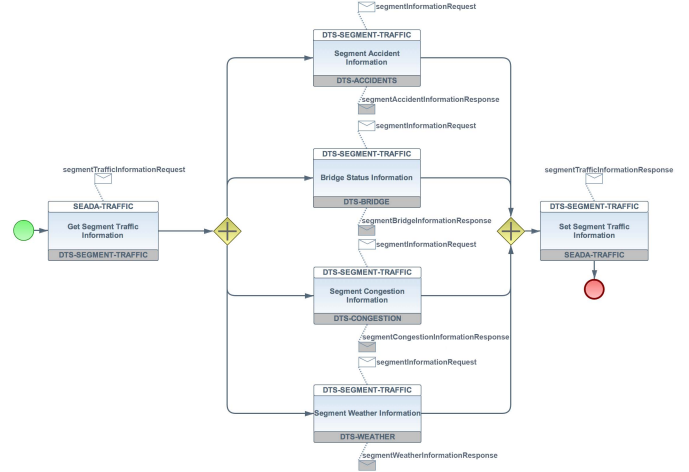 segmentInformationRequest
DTS-SEGMENT-TRAFFIC
Segment Accident
Information
DTS-ACCIDENTS
segmentAccidentInformationResponse
segmentInformationRequest
DTS-SEGMENT-TRAFFIC
Bridge Status Information
DTS-BRIDGE
segmentBridgeInformationResponse
segmentTrafficInformationRequest
SEADA-TRAFFIC
Get Segment Traffic
Information
DTS-SEGMENT-TRAFFIC
segmentTrafficInformationResponse
DTS-SEGMENT-TRAFFIC
Set Segment Traffic
Information
SEADA-TRAFFIC
segmentInformationRequest
DTS-SEGMENT-TRAFFIC
Segment Congestion
Information
DTS-CONGESTION
segmentCongestionInformationResponse
segmentInformationRequest
DTS-SEGMENT-TRAFFIC
Segment Weather Information
DTS-WEATHER
segmentWeatherInformationResponse